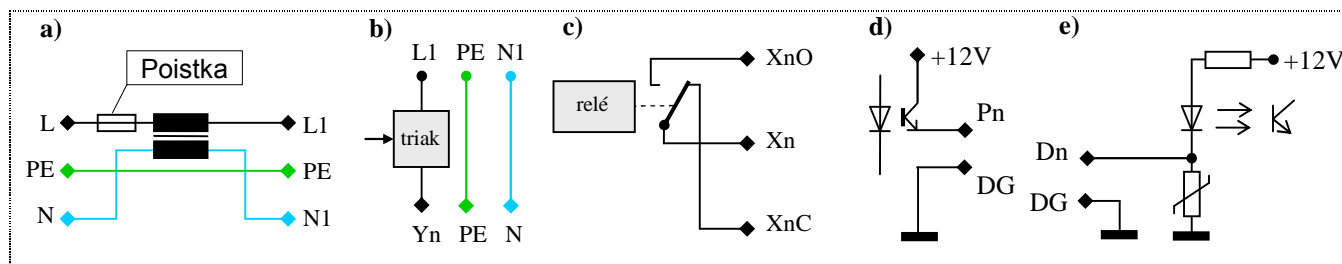 a)
Poistka
L
L1
PE
PE
N
N1
b)
L1 PE N1
triak
Yn PE N
c)
XnO
relé
Xn
XnC
d)
+12V
Pn
DG
e)
+12V
Dn
DG